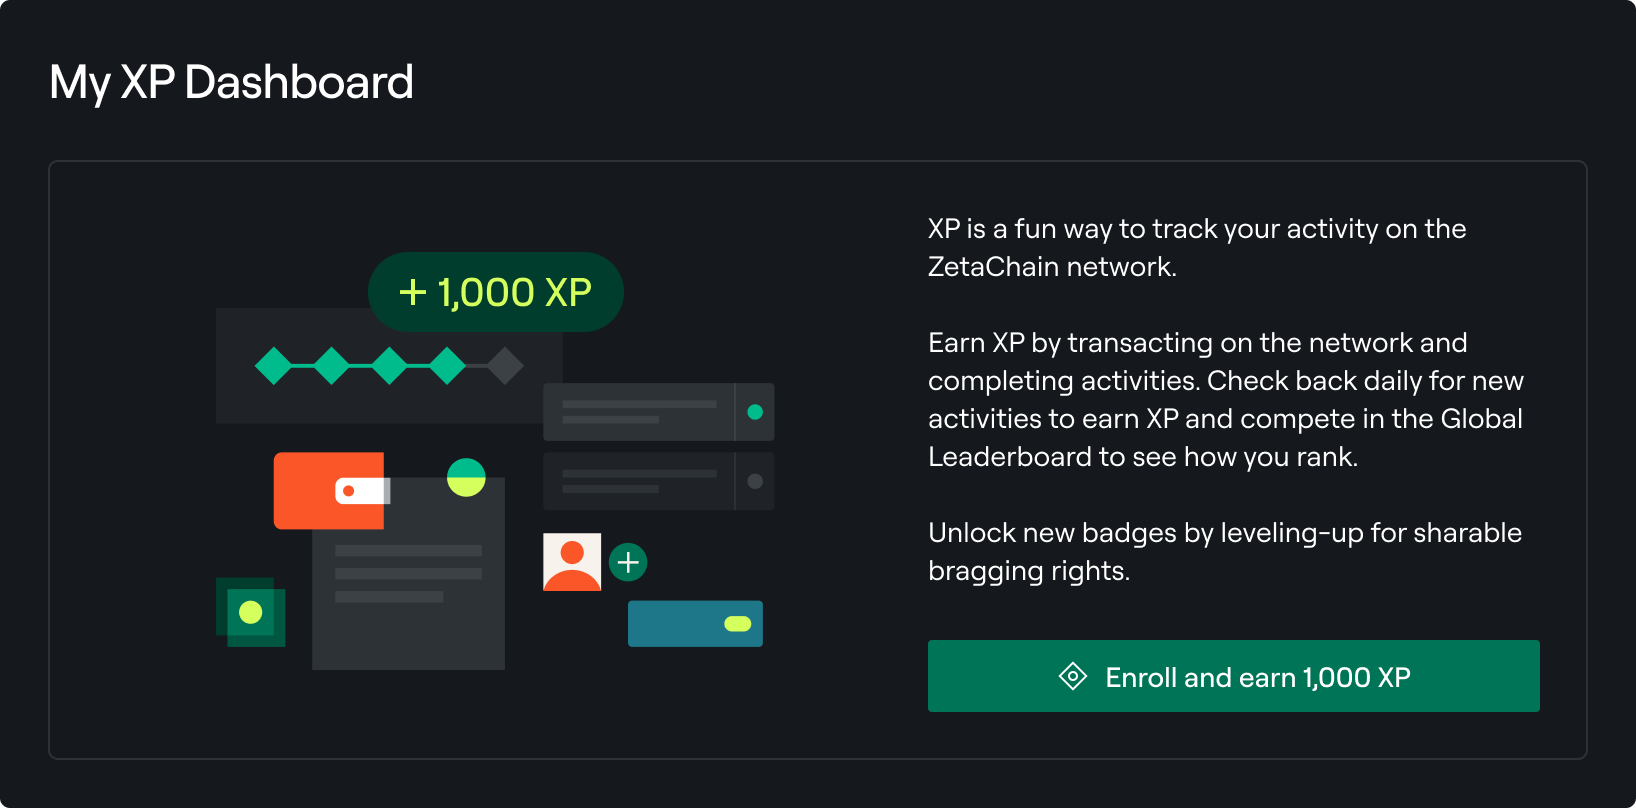 My XP Dashboard
+ 1,000 XP
XP is a fun way to track your activity on the
ZetaChain network.
Earn XP by transacting on the network and
completing activities. Check back daily for new
activities to earn XP and compete in the Global
Leaderboard to see how you rank.
Unlock new badges by leveling-up for sharable
bragging rights.
Enroll and earn 1,000 XP